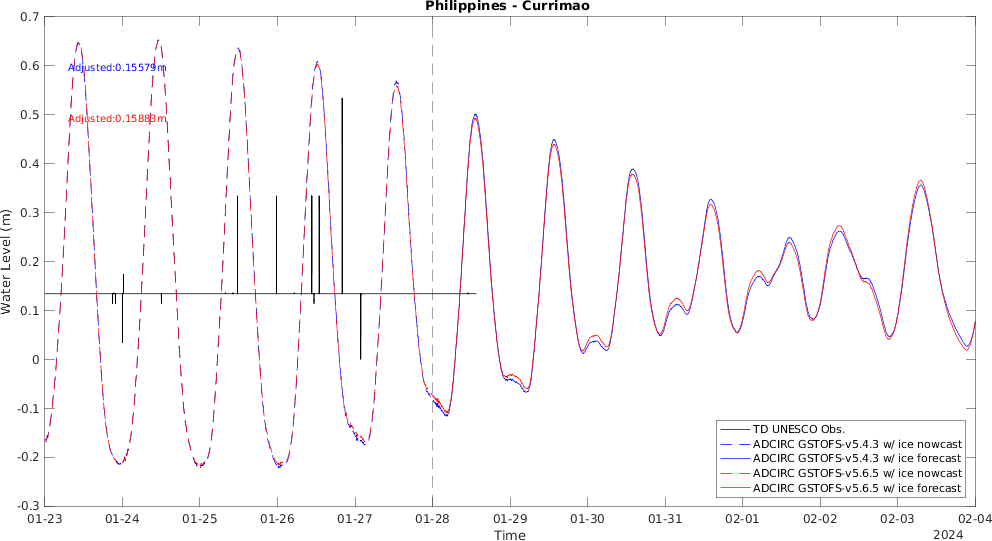 Philippines - Currimao
Water Level (m)
0.7
0.6
0.5
0.4
0.3
0.2
0.1
0
-0.1
-0.2
-0.3
Adjusted:0.15579m
Adjusted:0.15883m
TD UNESCO Obs.
ADCIRC GSTOFS-v5.4.3 w/ ice nowcast
ADCIRC GSTOFS-v5.4.3 w/ ice forecast
ADCIRC GSTOFS-v5.6.5 w/ ice nowcast
ADCIRC GSTOFS-v5.6.5 w/ ice forecast
01-23 01-24 01-25 01-26 01-27 01-28 01-29 01-30 01-31 02-01 02-02 02-03 02-04
Time
2024